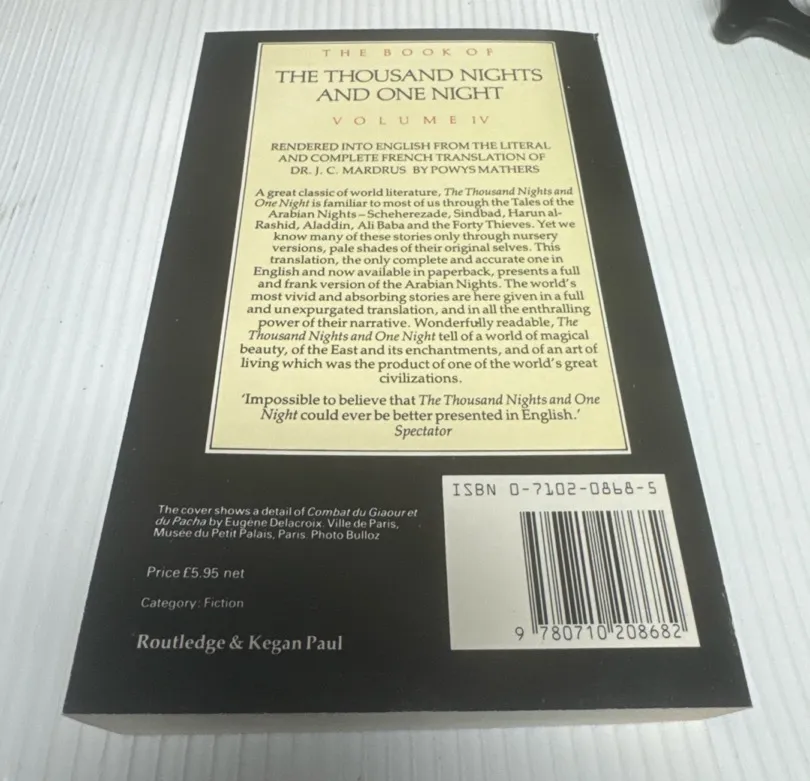 THE BOOK OF
THE THOUSAND NIGHTS
AND ONE NIGHT
VOLUME IV
RENDERED INTO ENGLISH FROM THE LITERAL
AND COMPLETE FRENCH TRANSLATION OF
DR. J. C. MARDRUS BY POWYS MATHERS
A great classic of world literature, The Thousand Nights and
One Night is familiar to most of us through the Tales of the
Arabian Nights – Scheherezade, Sindbad, Harun al-
Rashid, Aladdin, Ali Baba and the Forty Thieves. Yet we
know many of these stories only through nursery
versions, pale shades of their original selves. This
translation, the only complete and accurate one in
English and now available in paperback, presents a full
and frank version of the Arabian Nights. The world's
most vivid and absorbing stories are here given in a full
and unexpurgated translation, and in all the enthralling
power of their narrative. Wonderfully readable, The
Thousand Nights and One Night tell of a world of magical
beauty, of the East and its enchantments, and of an art of
living which was the product of one of the world's great
civilizations.
'Impossible to believe that The Thousand Nights and One
Night could ever be better presented in English.'
Spectator
The cover shows a detail of Combat du Giaour et
du Pacha by Eugène Delacroix. Ville de Paris,
Musée du Petit Palais, Paris. Photo Bulloz
Price £5.95 net
Category: Fiction
Routledge & Kegan Paul
ISBN 0-7102-0868-5
9 780710 208682